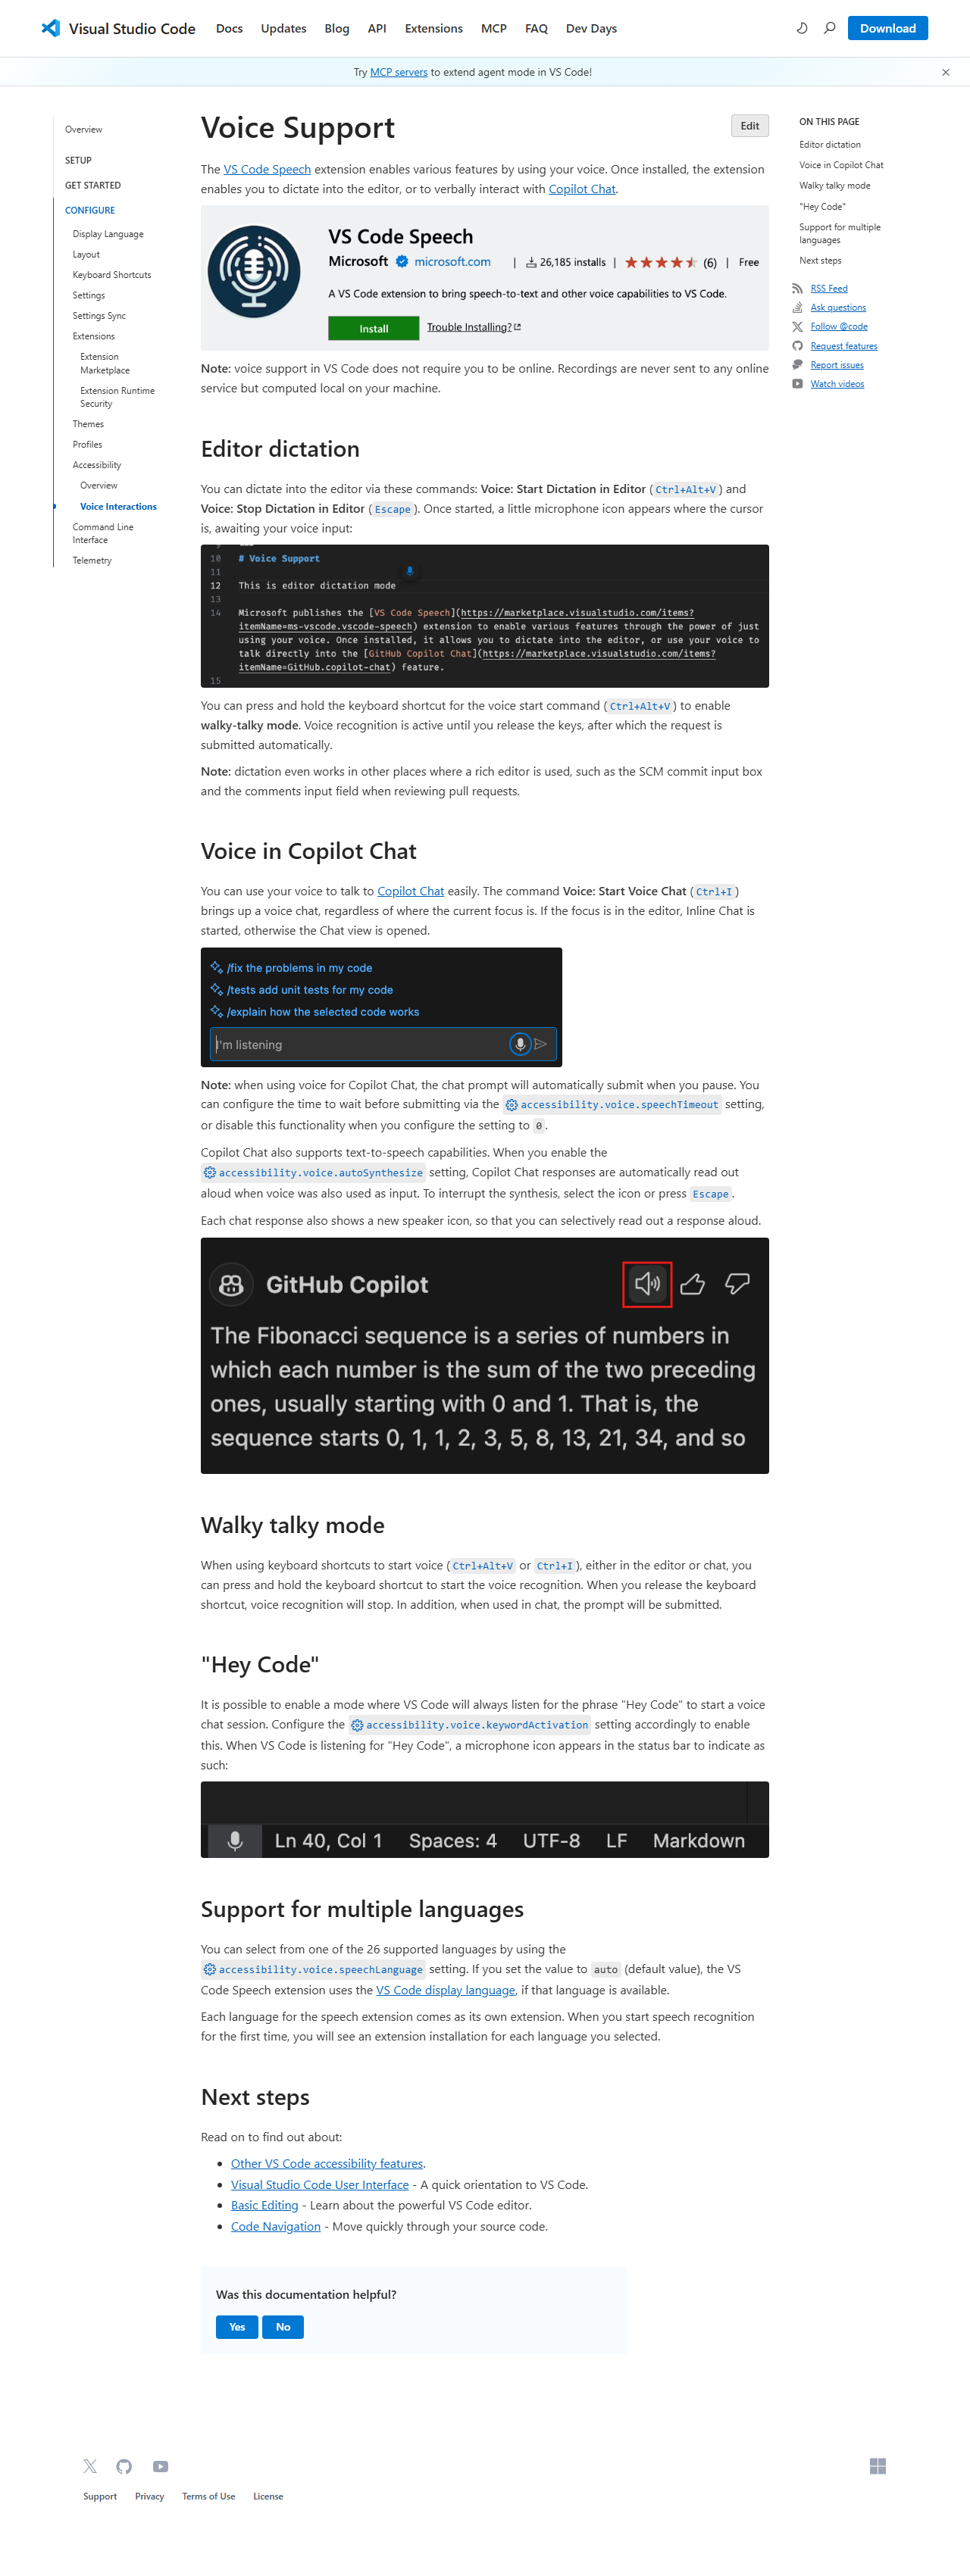 Visual Studio Code Docs Updates Blog API Extensions MCP FAQ Dev Days Download
Try MCP servers to extend agent mode in VS Code!
Overview
SETUP
GET STARTED
CONFIGURE
Display Language
Layout
Keyboard Shortcuts
Settings
Settings Sync
Extensions
Extension
Marketplace
Extension Runtime
Security
Themes
Profiles
Accessibility
Overview
Voice Interactions
Command Line
Interface
Telemetry
Voice Support
Edit
The VS Code Speech extension enables various features by using your voice. Once installed, the extension
enables you to dictate into the editor, or to verbally interact with Copilot Chat.
VS Code Speech
Microsoft microsoft.com | 26,185 installs | (6) | Free
A VS Code extension to bring speech-to-text and other voice capabilities to VS Code.
Install Trouble Installing?
Note: voice support in VS Code does not require you to be online. Recordings are never sent to any online
service but computed local on your machine.
Editor dictation
You can dictate into the editor via these commands: Voice: Start Dictation in Editor (Ctrl+Alt+V) and
Voice: Stop Dictation in Editor (Escape). Once started, a little microphone icon appears where the cursor
is, awaiting your voice input:
9 ---
10 # Voice Support
11
12 This is editor dictation mode
13
14 Microsoft publishes the [VS Code Speech](https://marketplace.visualstudio.com/items?
itemName=ms-vscode.vscode-speech) extension to enable various features through the power of just
using your voice. Once installed, it allows you to dictate into the editor, or use your voice to
talk directly into the [GitHub Copilot Chat](https://marketplace.visualstudio.com/items?
itemName=GitHub.copilot-chat) feature.
15
You can press and hold the keyboard shortcut for the voice start command (Ctrl+Alt+V) to enable
walky-talky mode. Voice recognition is active until you release the keys, after which the request is
submitted automatically.
Note: dictation even works in other places where a rich editor is used, such as the SCM commit input box
and the comments input field when reviewing pull requests.
Voice in Copilot Chat
You can use your voice to talk to Copilot Chat easily. The command Voice: Start Voice Chat (Ctrl+I)
brings up a voice chat, regardless of where the current focus is. If the focus is in the editor, Inline Chat is
started, otherwise the Chat view is opened.
/fix the problems in my code
/tests add unit tests for my code
/explain how the selected code works
I'm listening
Note: when using voice for Copilot Chat, the chat prompt will automatically submit when you pause. You
can configure the time to wait before submitting via the accessibility.voice.speechTimeout setting,
or disable this functionality when you configure the setting to 0.
Copilot Chat also supports text-to-speech capabilities. When you enable the
accessibility.voice.autoSynthesize setting, Copilot Chat responses are automatically read out
aloud when voice was also used as input. To interrupt the synthesis, select the icon or press Escape.
Each chat response also shows a new speaker icon, so that you can selectively read out a response aloud.
GitHub Copilot
The Fibonacci sequence is a series of numbers in
which each number is the sum of the two preceding
ones, usually starting with 0 and 1. That is, the
sequence starts 0, 1, 1, 2, 3, 5, 8, 13, 21, 34, and so
Walky talky mode
When using keyboard shortcuts to start voice (Ctrl+Alt+V or Ctrl+I), either in the editor or chat, you
can press and hold the keyboard shortcut to start the voice recognition. When you release the keyboard
shortcut, voice recognition will stop. In addition, when used in chat, the prompt will be submitted.
"Hey Code"
It is possible to enable a mode where VS Code will always listen for the phrase "Hey Code" to start a voice
chat session. Configure the accessibility.voice.keywordActivation setting accordingly to enable
this. When VS Code is listening for "Hey Code", a microphone icon appears in the status bar to indicate as
such:
Ln 40, Col 1 Spaces: 4 UTF-8 LF Markdown
Support for multiple languages
You can select from one of the 26 supported languages by using the
accessibility.voice.speechLanguage setting. If you set the value to auto (default value), the VS
Code Speech extension uses the VS Code display language, if that language is available.
Each language for the speech extension comes as its own extension. When you start speech recognition
for the first time, you will see an extension installation for each language you selected.
Next steps
Read on to find out about:
Other VS Code accessibility features.
Visual Studio Code User Interface - A quick orientation to VS Code.
Basic Editing - Learn about the powerful VS Code editor.
Code Navigation - Move quickly through your source code.
Was this documentation helpful?
Yes No
ON THIS PAGE
Editor dictation
Voice in Copilot Chat
Walky talky mode
"Hey Code"
Support for multiple
languages
Next steps
RSS Feed
Ask questions
Follow @code
Request features
Report issues
Watch videos
Support Privacy Terms of Use License